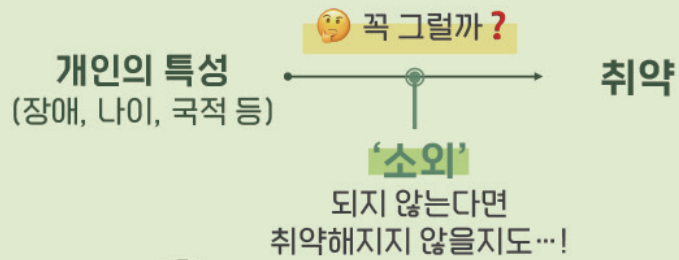 🤔 꼭 그럴까❓
개인의 특성
(장애, 나이, 국적 등)
취약
‘소외’
되지 않는다면
취약해지지 않을지도…!